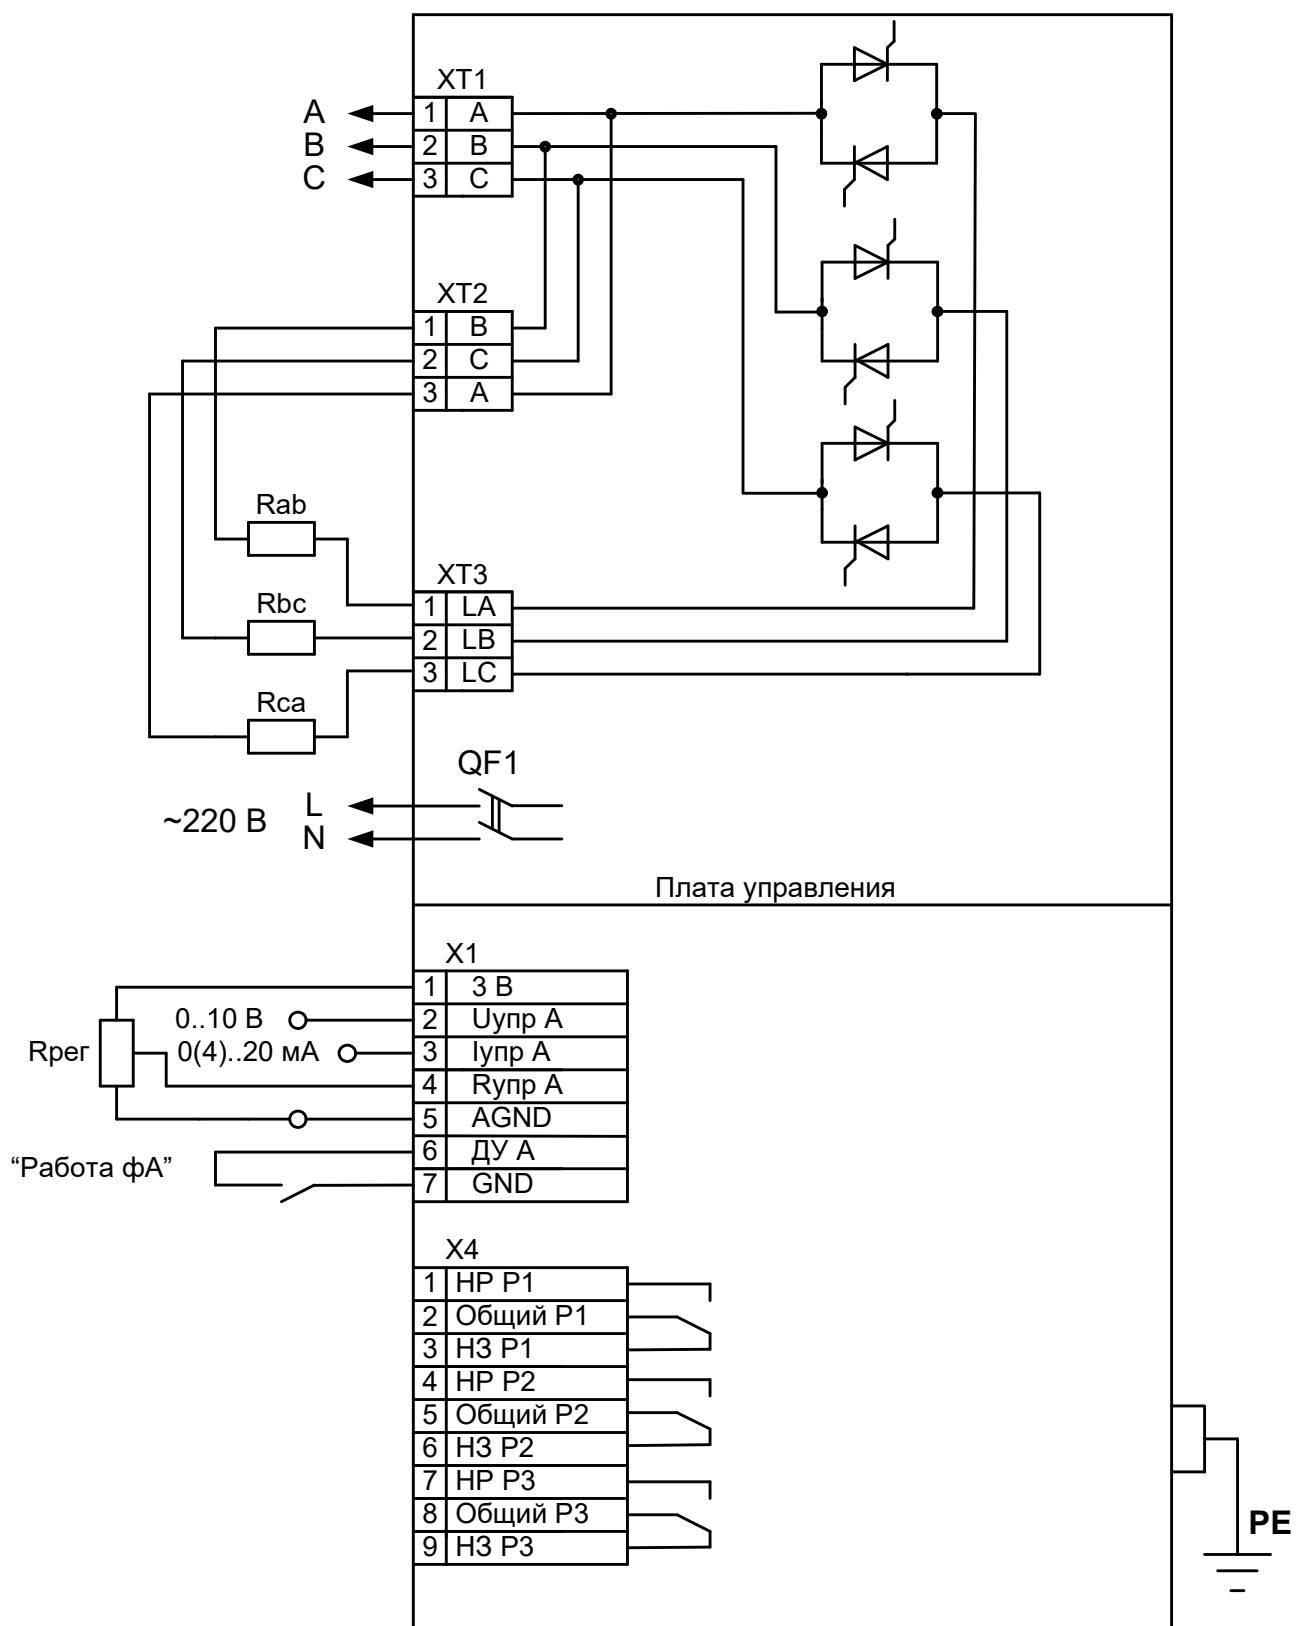 XT1
A 1 A
B 2 B
C 3 C
XT2
1 B
2 C
3 A
Rab
Rbc
Rca
XT3
1 LA
2 LB
3 LC
QF1
~220 В
L
N
Плата управления
X1
1 3 В
0..10 В 2 Uупр А
Rрег 0(4)..20 мА 3 Iупр А
4 Rупр А
5 AGND
“Работа фА” 6 ДУ А
7 GND
X4
1 НР Р1
2 Общий Р1
3 НЗ Р1
4 НР Р2
5 Общий Р2
6 НЗ Р2
7 НР Р3
8 Общий Р3
9 НЗ Р3
PE